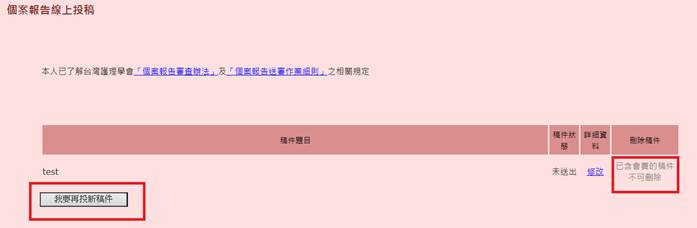 個案報告線上投稿
本人已了解台灣護理學會「個案報告審查辦法」及「個案報告送審作業細則」之相關規定
稿件題目 稿件狀態 詳細資料 刪除稿件
test 未送出 修改 已含會費的稿件不可刪除
我要再投新稿件